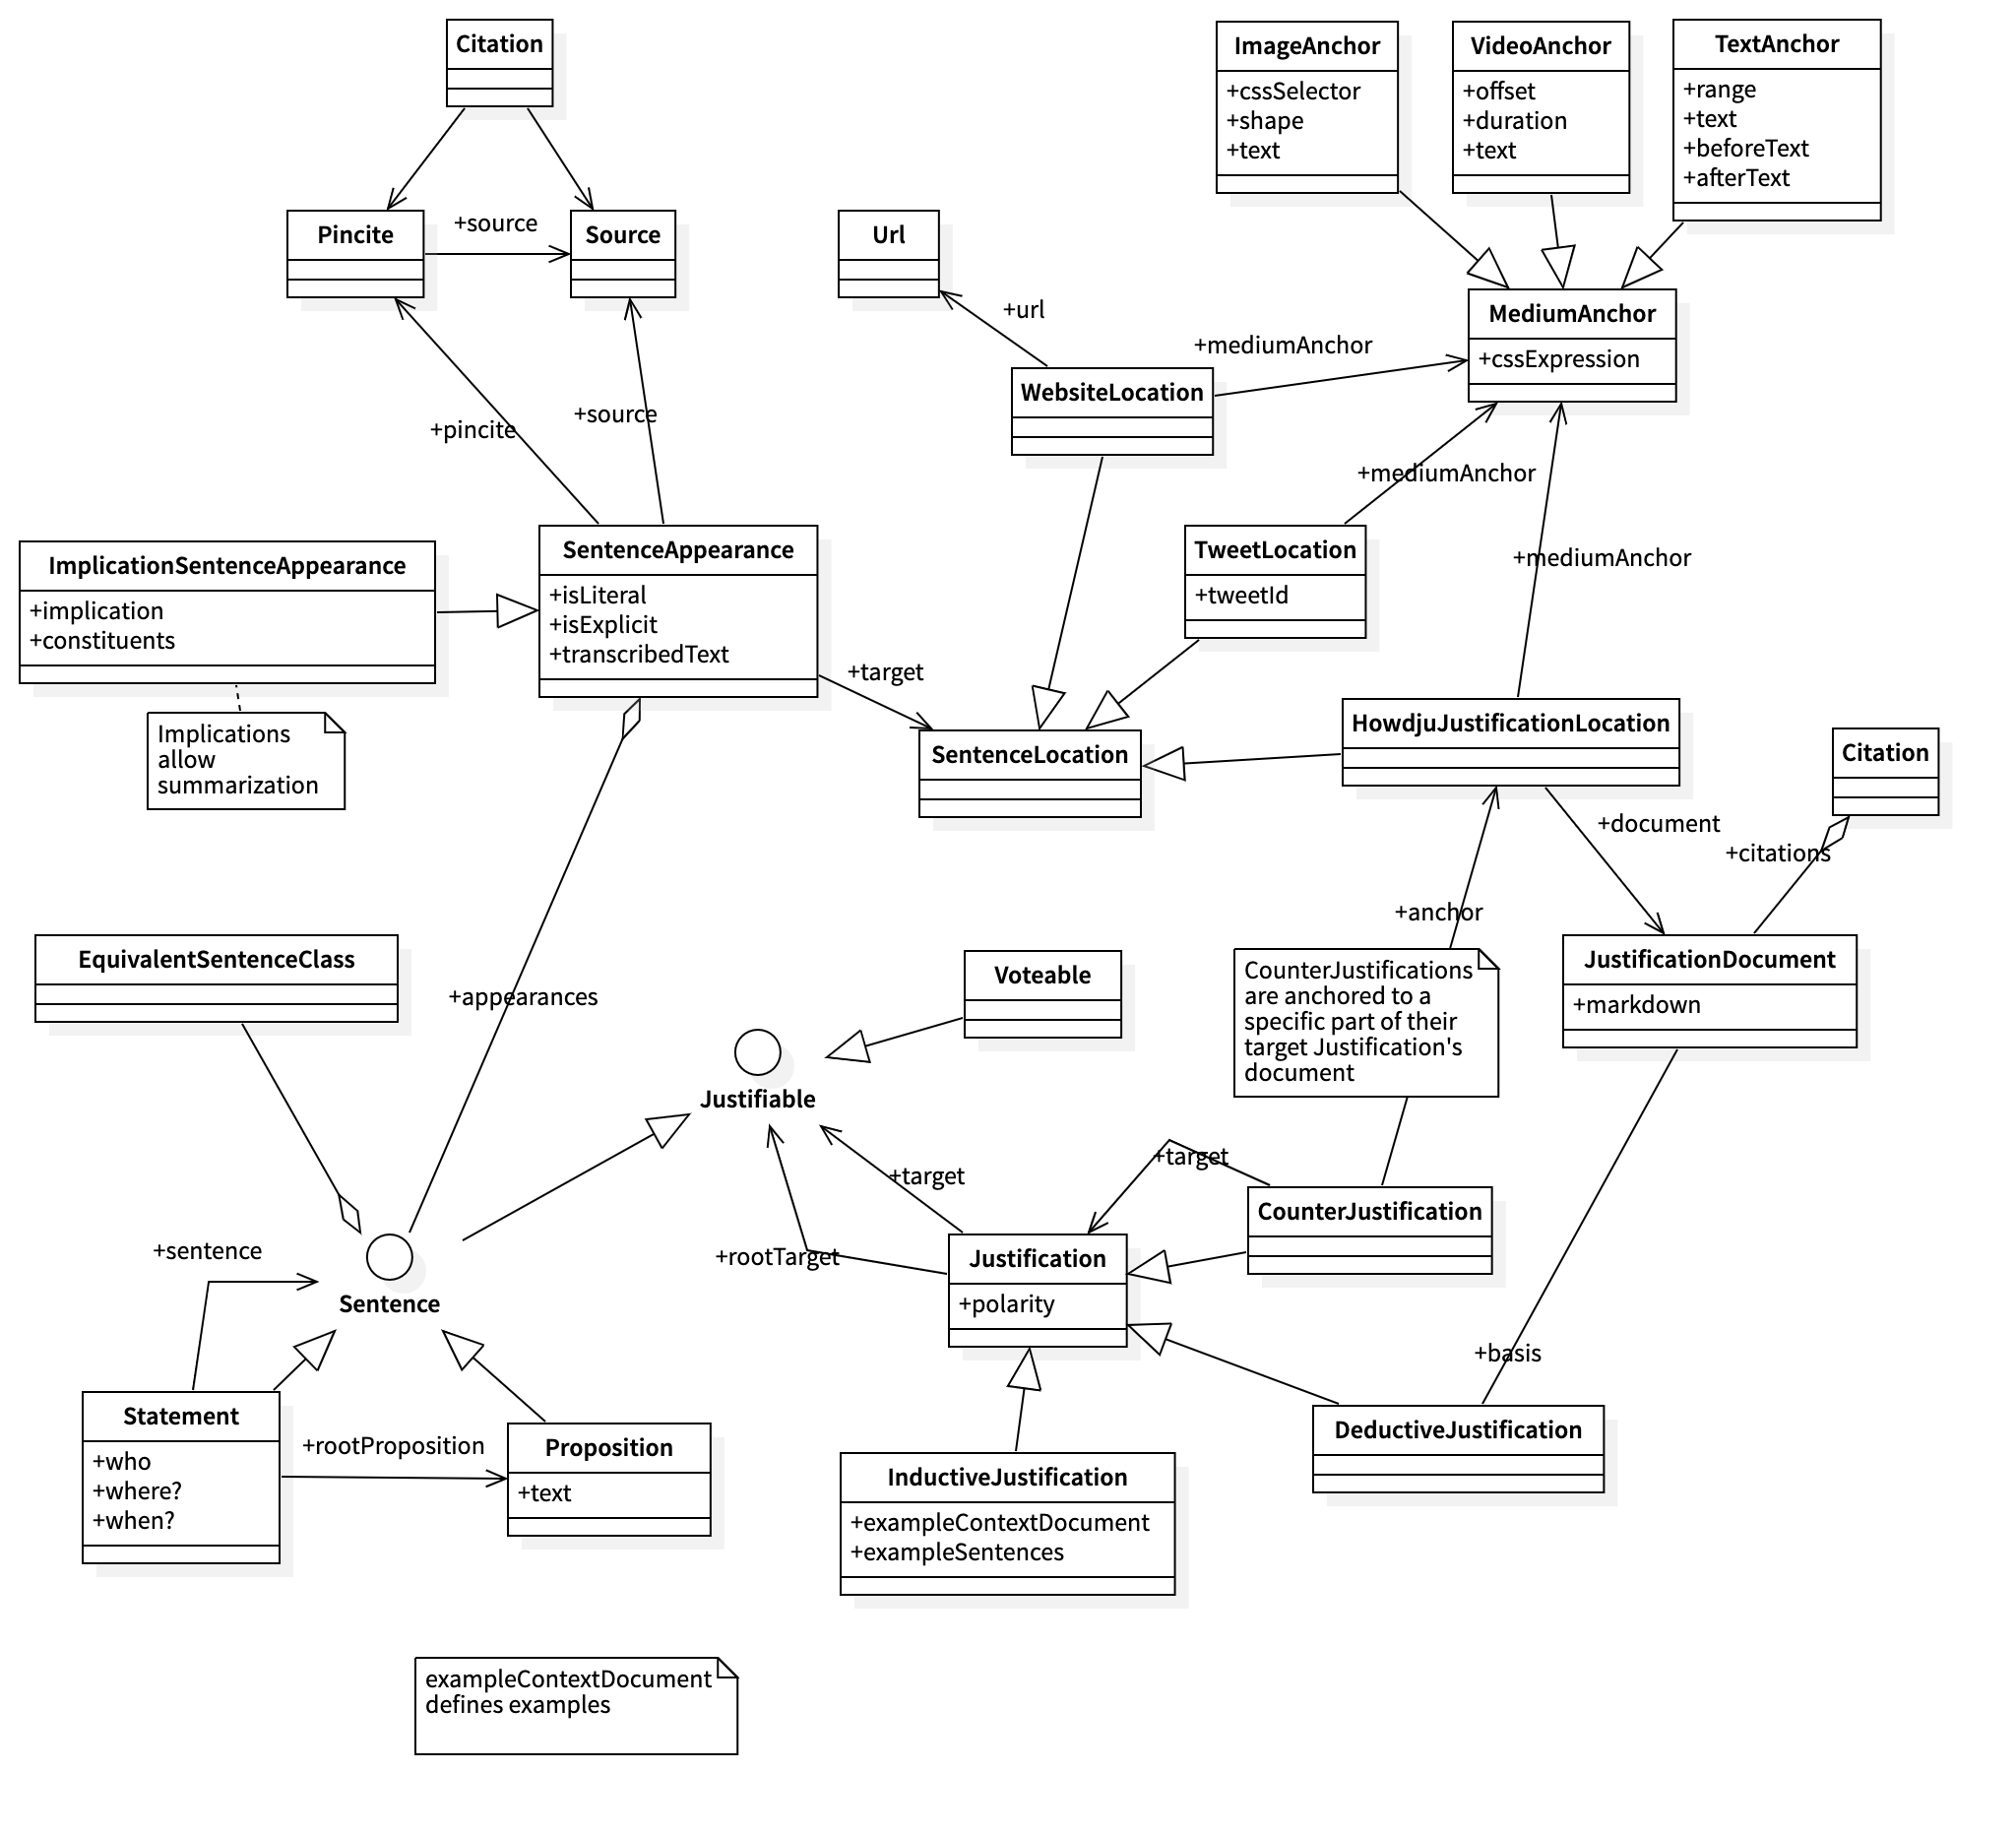 Citation
ImageAnchor
+cssSelector
+shape
+text
VideoAnchor
+offset
+duration
+text
TextAnchor
+range
+text
+beforeText
+afterText
Pincite
+source
Source
Url
+url
MediumAnchor
+cssExpression
+mediumAnchor
WebsiteLocation
+pincite
+source
+mediumAnchor
ImplicationSentenceAppearance
+implication
+constituents
SentenceAppearance
+isLiteral
+isExplicit
+transcribedText
TweetLocation
+tweetId
+mediumAnchor
+target
Implications
allow
summarization
SentenceLocation
HowdjuJustificationLocation
Citation
+document
+citations
+anchor
EquivalentSentenceClass
+appearances
Voteable
CounterJustifications
are anchored to a
specific part of their
target Justification's
document
JustificationDocument
+markdown
Justifiable
+target
+target
CounterJustification
+sentence
+rootTarget
Justification
+polarity
Sentence
+basis
Statement
+who
+where?
+when?
+rootProposition
Proposition
+text
InductiveJustification
+exampleContextDocument
+exampleSentences
DeductiveJustification
exampleContextDocument
defines examples